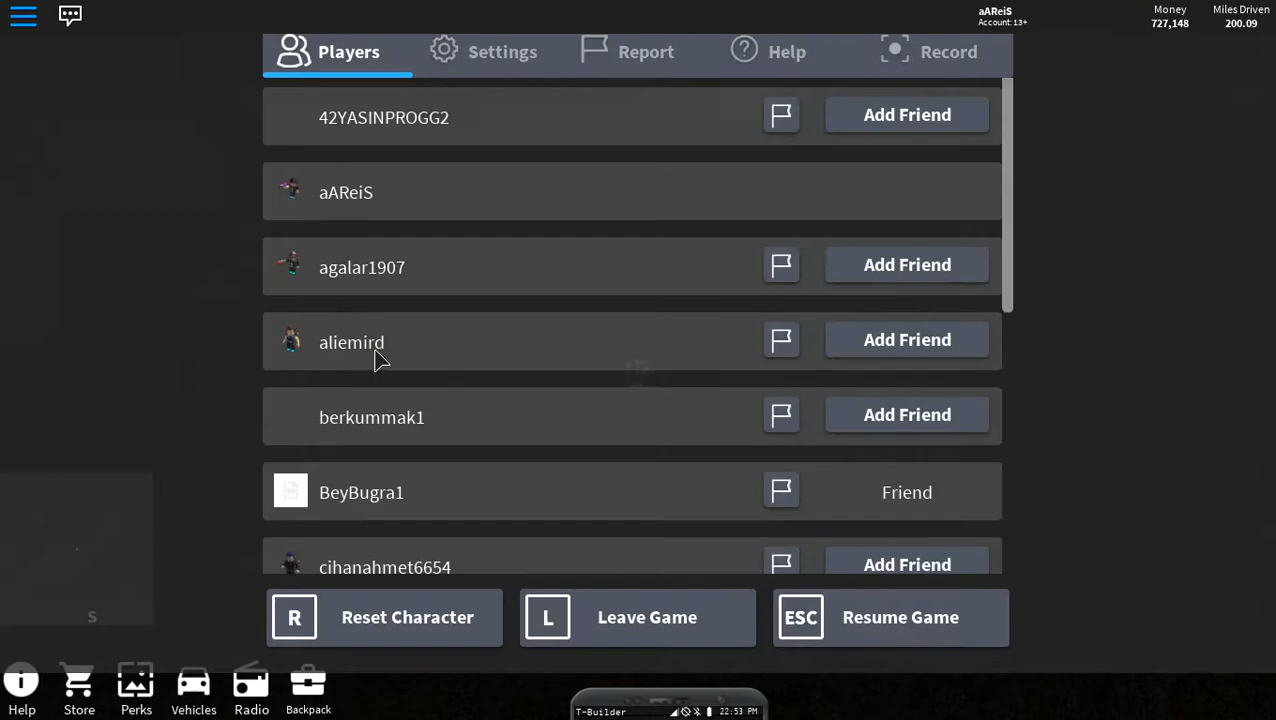 aAReiS
Account: 13+
Money
727,148
Miles Driven
200.09
Players
Settings
Report
Help
Record
42YASINPROGG2
Add Friend
aAReiS
agalar1907
Add Friend
aliemird
Add Friend
berkummak1
Add Friend
BeyBugra1
Friend
cihanahmet6654
Add Friend
R
Reset Character
L
Leave Game
ESC
Resume Game
S
Help
Store
Perks
Vehicles
Radio
Backpack
T-Builder
22:53 PM